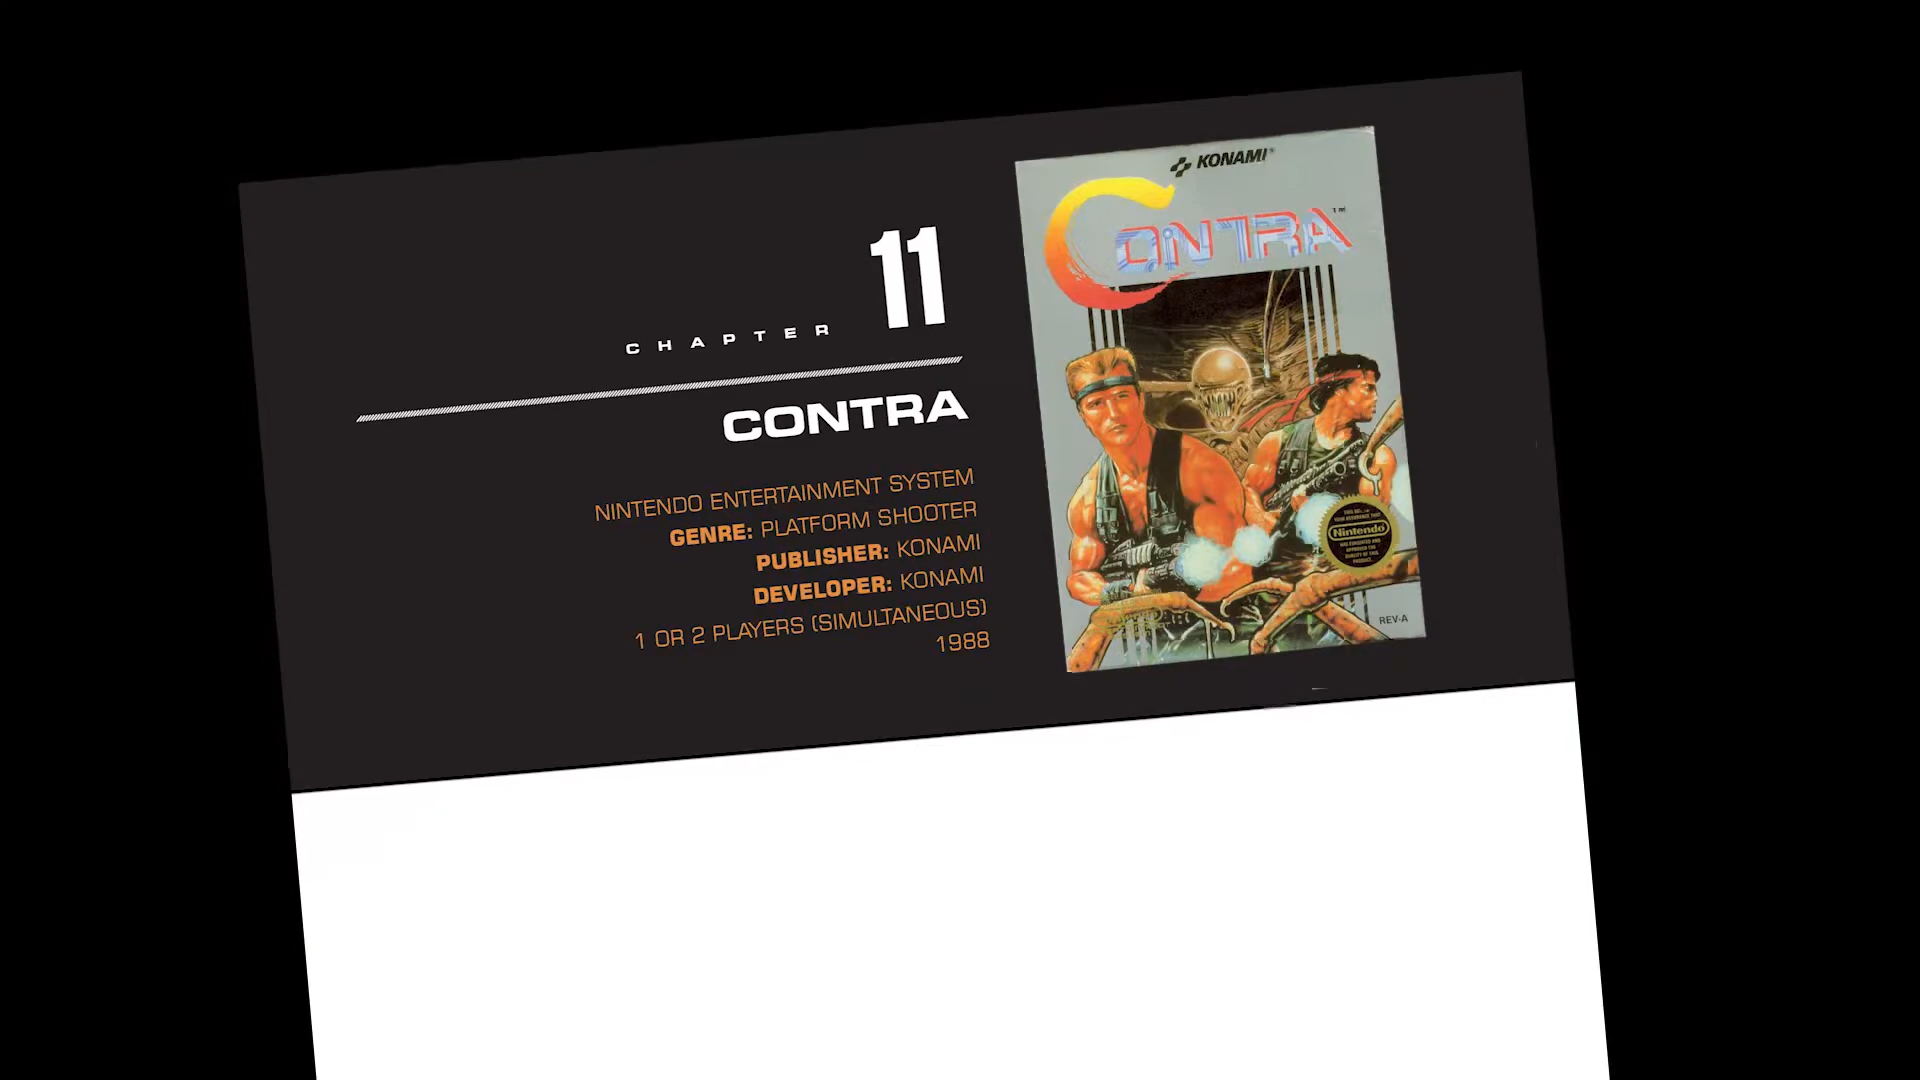 CHAPTER 11
CONTRA
NINTENDO ENTERTAINMENT SYSTEM
GENRE: PLATFORM SHOOTER
PUBLISHER: KONAMI
DEVELOPER: KONAMI
1 OR 2 PLAYERS (SIMULTANEOUS)
1988
KONAMI®
CONTRA™
Nintendo
REV-A